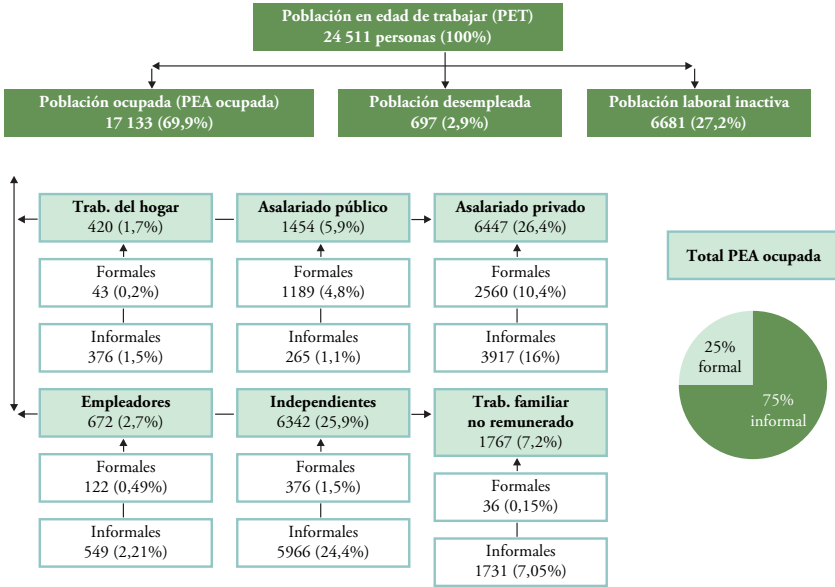 Población en edad de trabajar (PET)
24 511 personas (100%)
Población ocupada (PEA ocupada)
17 133 (69,9%)
Población desempleada
697 (2,9%)
Población laboral inactiva
6681 (27,2%)
Trab. del hogar
420 (1,7%)
Asalariado público
1454 (5,9%)
Asalariado privado
6447 (26,4%)
Formales
43 (0,2%)
Formales
1189 (4,8%)
Formales
2560 (10,4%)
Informales
376 (1,5%)
Informales
265 (1,1%)
Informales
3917 (16%)
Empleadores
672 (2,7%)
Independientes
6342 (25,9%)
Trab. familiar
no remunerado
1767 (7,2%)
Formales
122 (0,49%)
Formales
376 (1,5%)
Formales
36 (0,15%)
Informales
549 (2,21%)
Informales
5966 (24,4%)
Informales
1731 (7,05%)
Total PEA ocupada
25%
formal
75%
informal